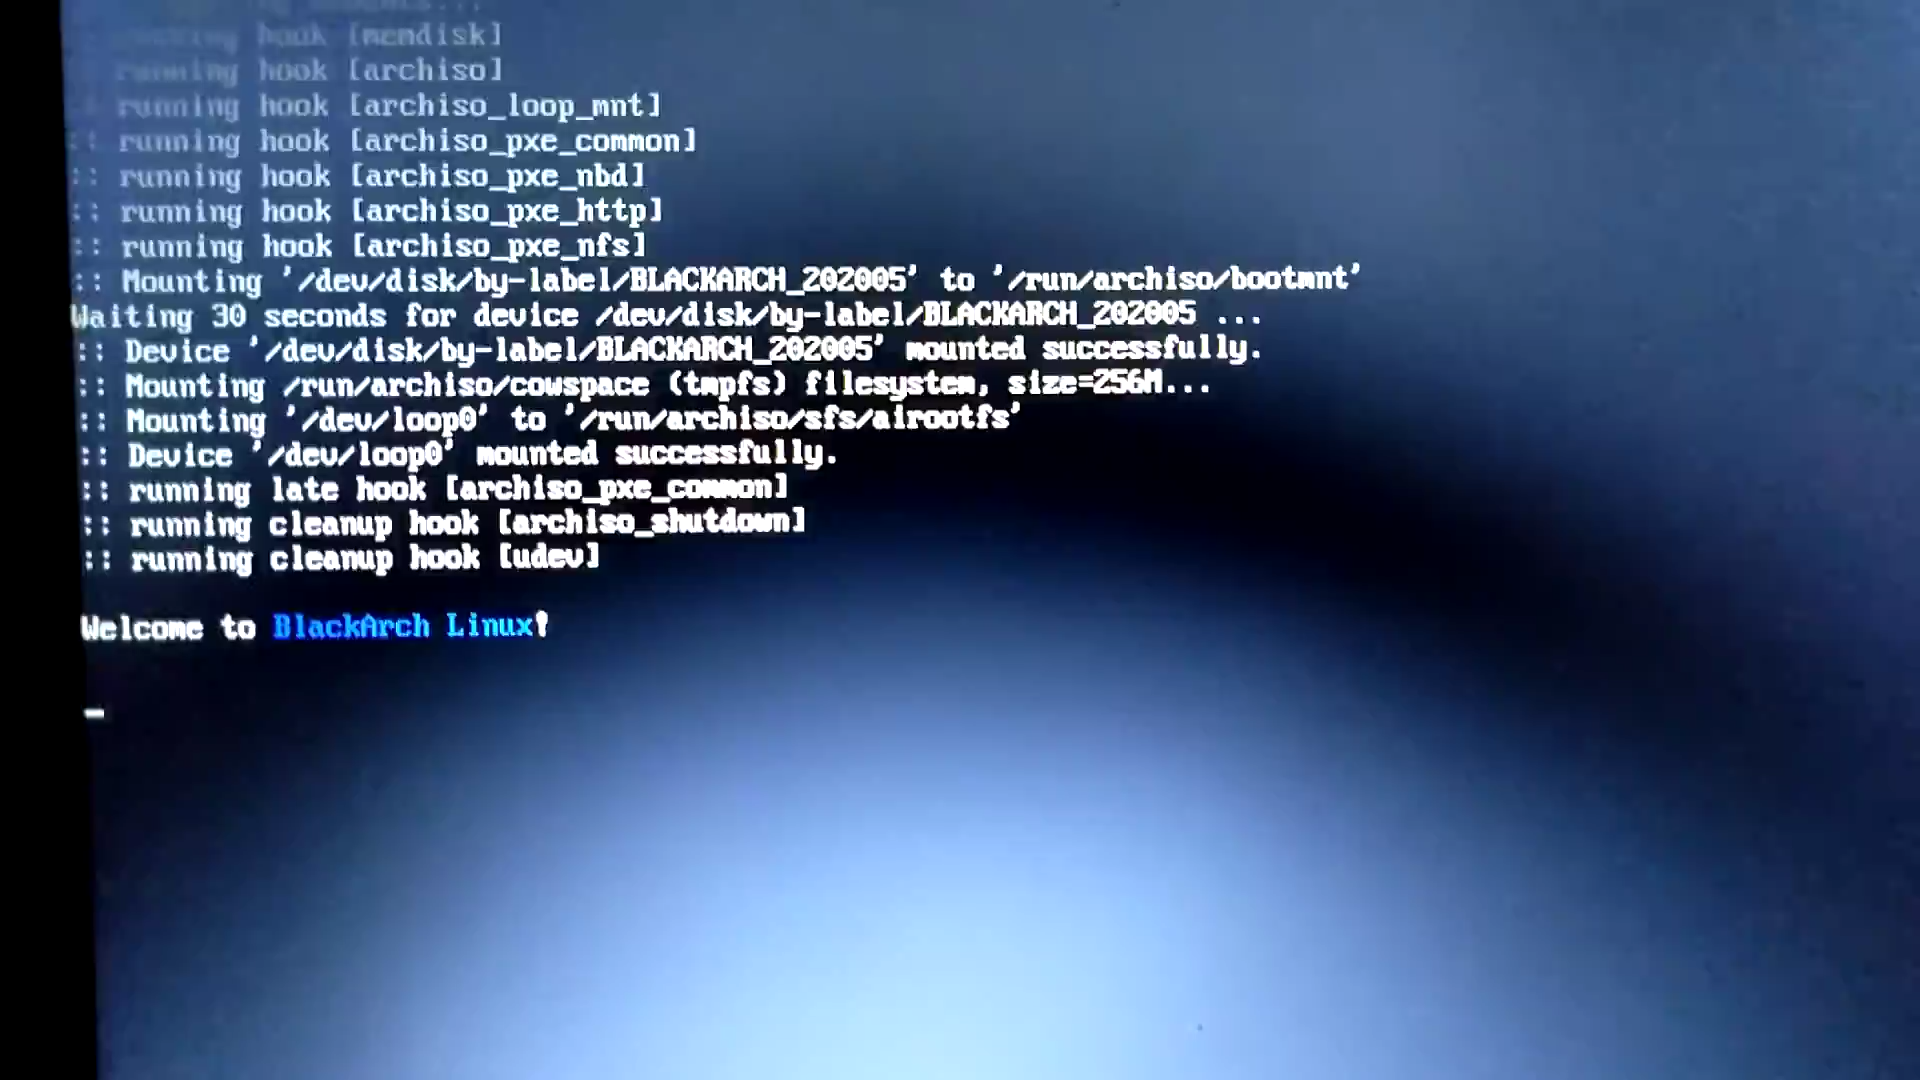 hook [memdisk]
running hook [archiso]
running hook [archiso_loop_mnt]
:: running hook [archiso_pxe_common]
:: running hook [archiso_pxe_nbd]
:: running hook [archiso_pxe_http]
:: running hook [archiso_pxe_nfs]
:: Mounting '/dev/disk/by-label/BLACKARCH_202005' to '/run/archiso/bootmnt'
Waiting 30 seconds for device /dev/disk/by-label/BLACKARCH_202005 ...
:: Device '/dev/disk/by-label/BLACKARCH_202005' mounted successfully.
:: Mounting /run/archiso/cowspace (tmpfs) filesystem, size=256M...
:: Mounting '/dev/loop0' to '/run/archiso/sfs/airootfs'
:: Device '/dev/loop0' mounted successfully.
:: running late hook [archiso_pxe_common]
:: running cleanup hook [archiso_shutdown]
:: running cleanup hook [udev]
Welcome to BlackArch Linux!